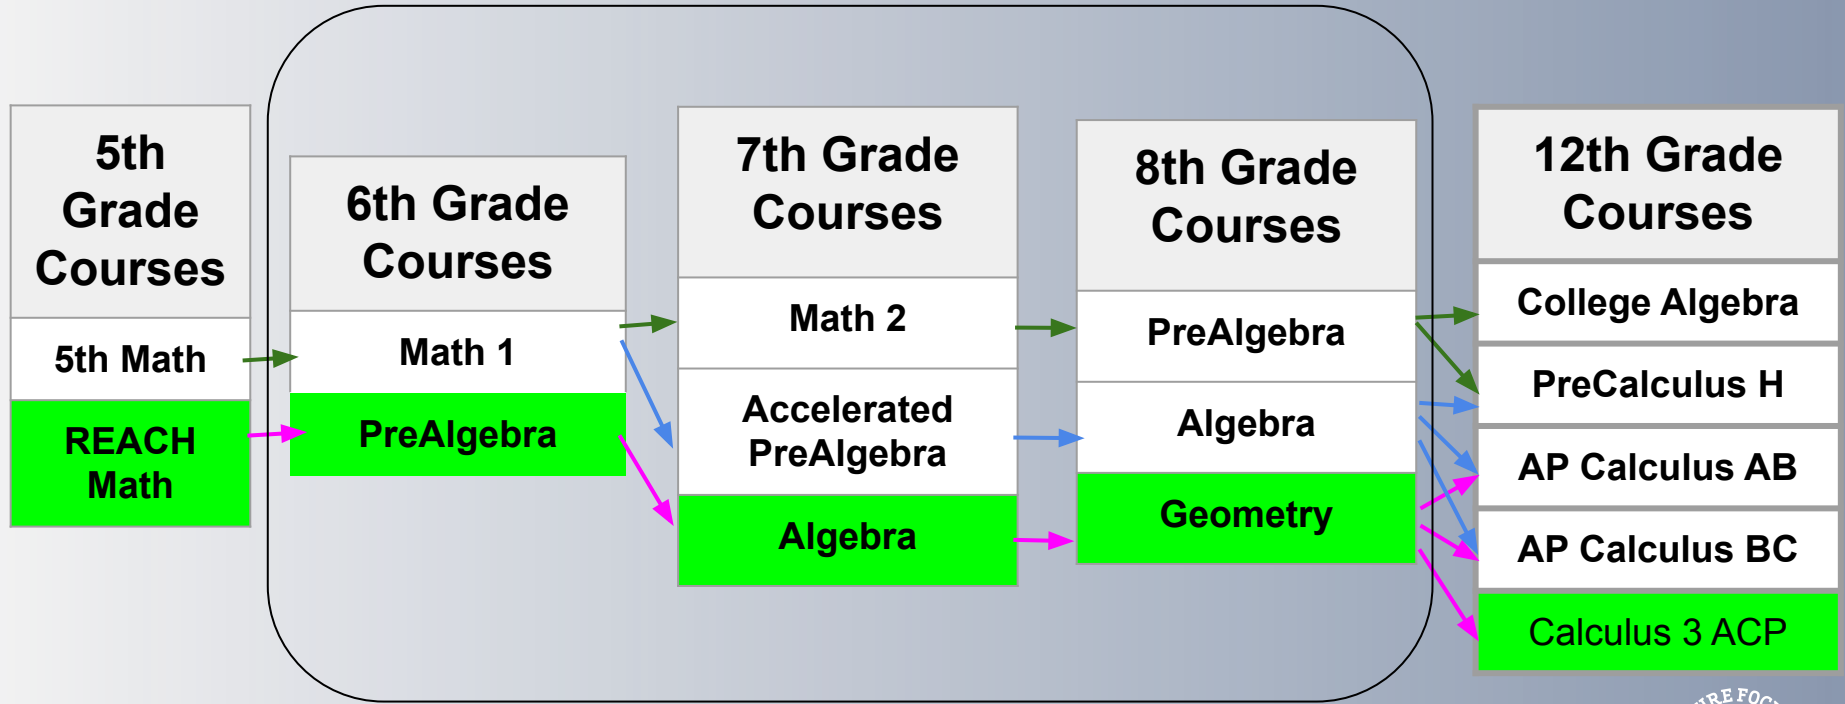 5th
Grade
Courses
5th Math
REACH
Math
6th Grade
Courses
Math 1
PreAlgebra
7th Grade
Courses
Math 2
Accelerated
PreAlgebra
Algebra
8th Grade
Courses
PreAlgebra
Algebra
Geometry
12th Grade
Courses
College Algebra
PreCalculus H
AP Calculus AB
AP Calculus BC
Calculus 3 ACP